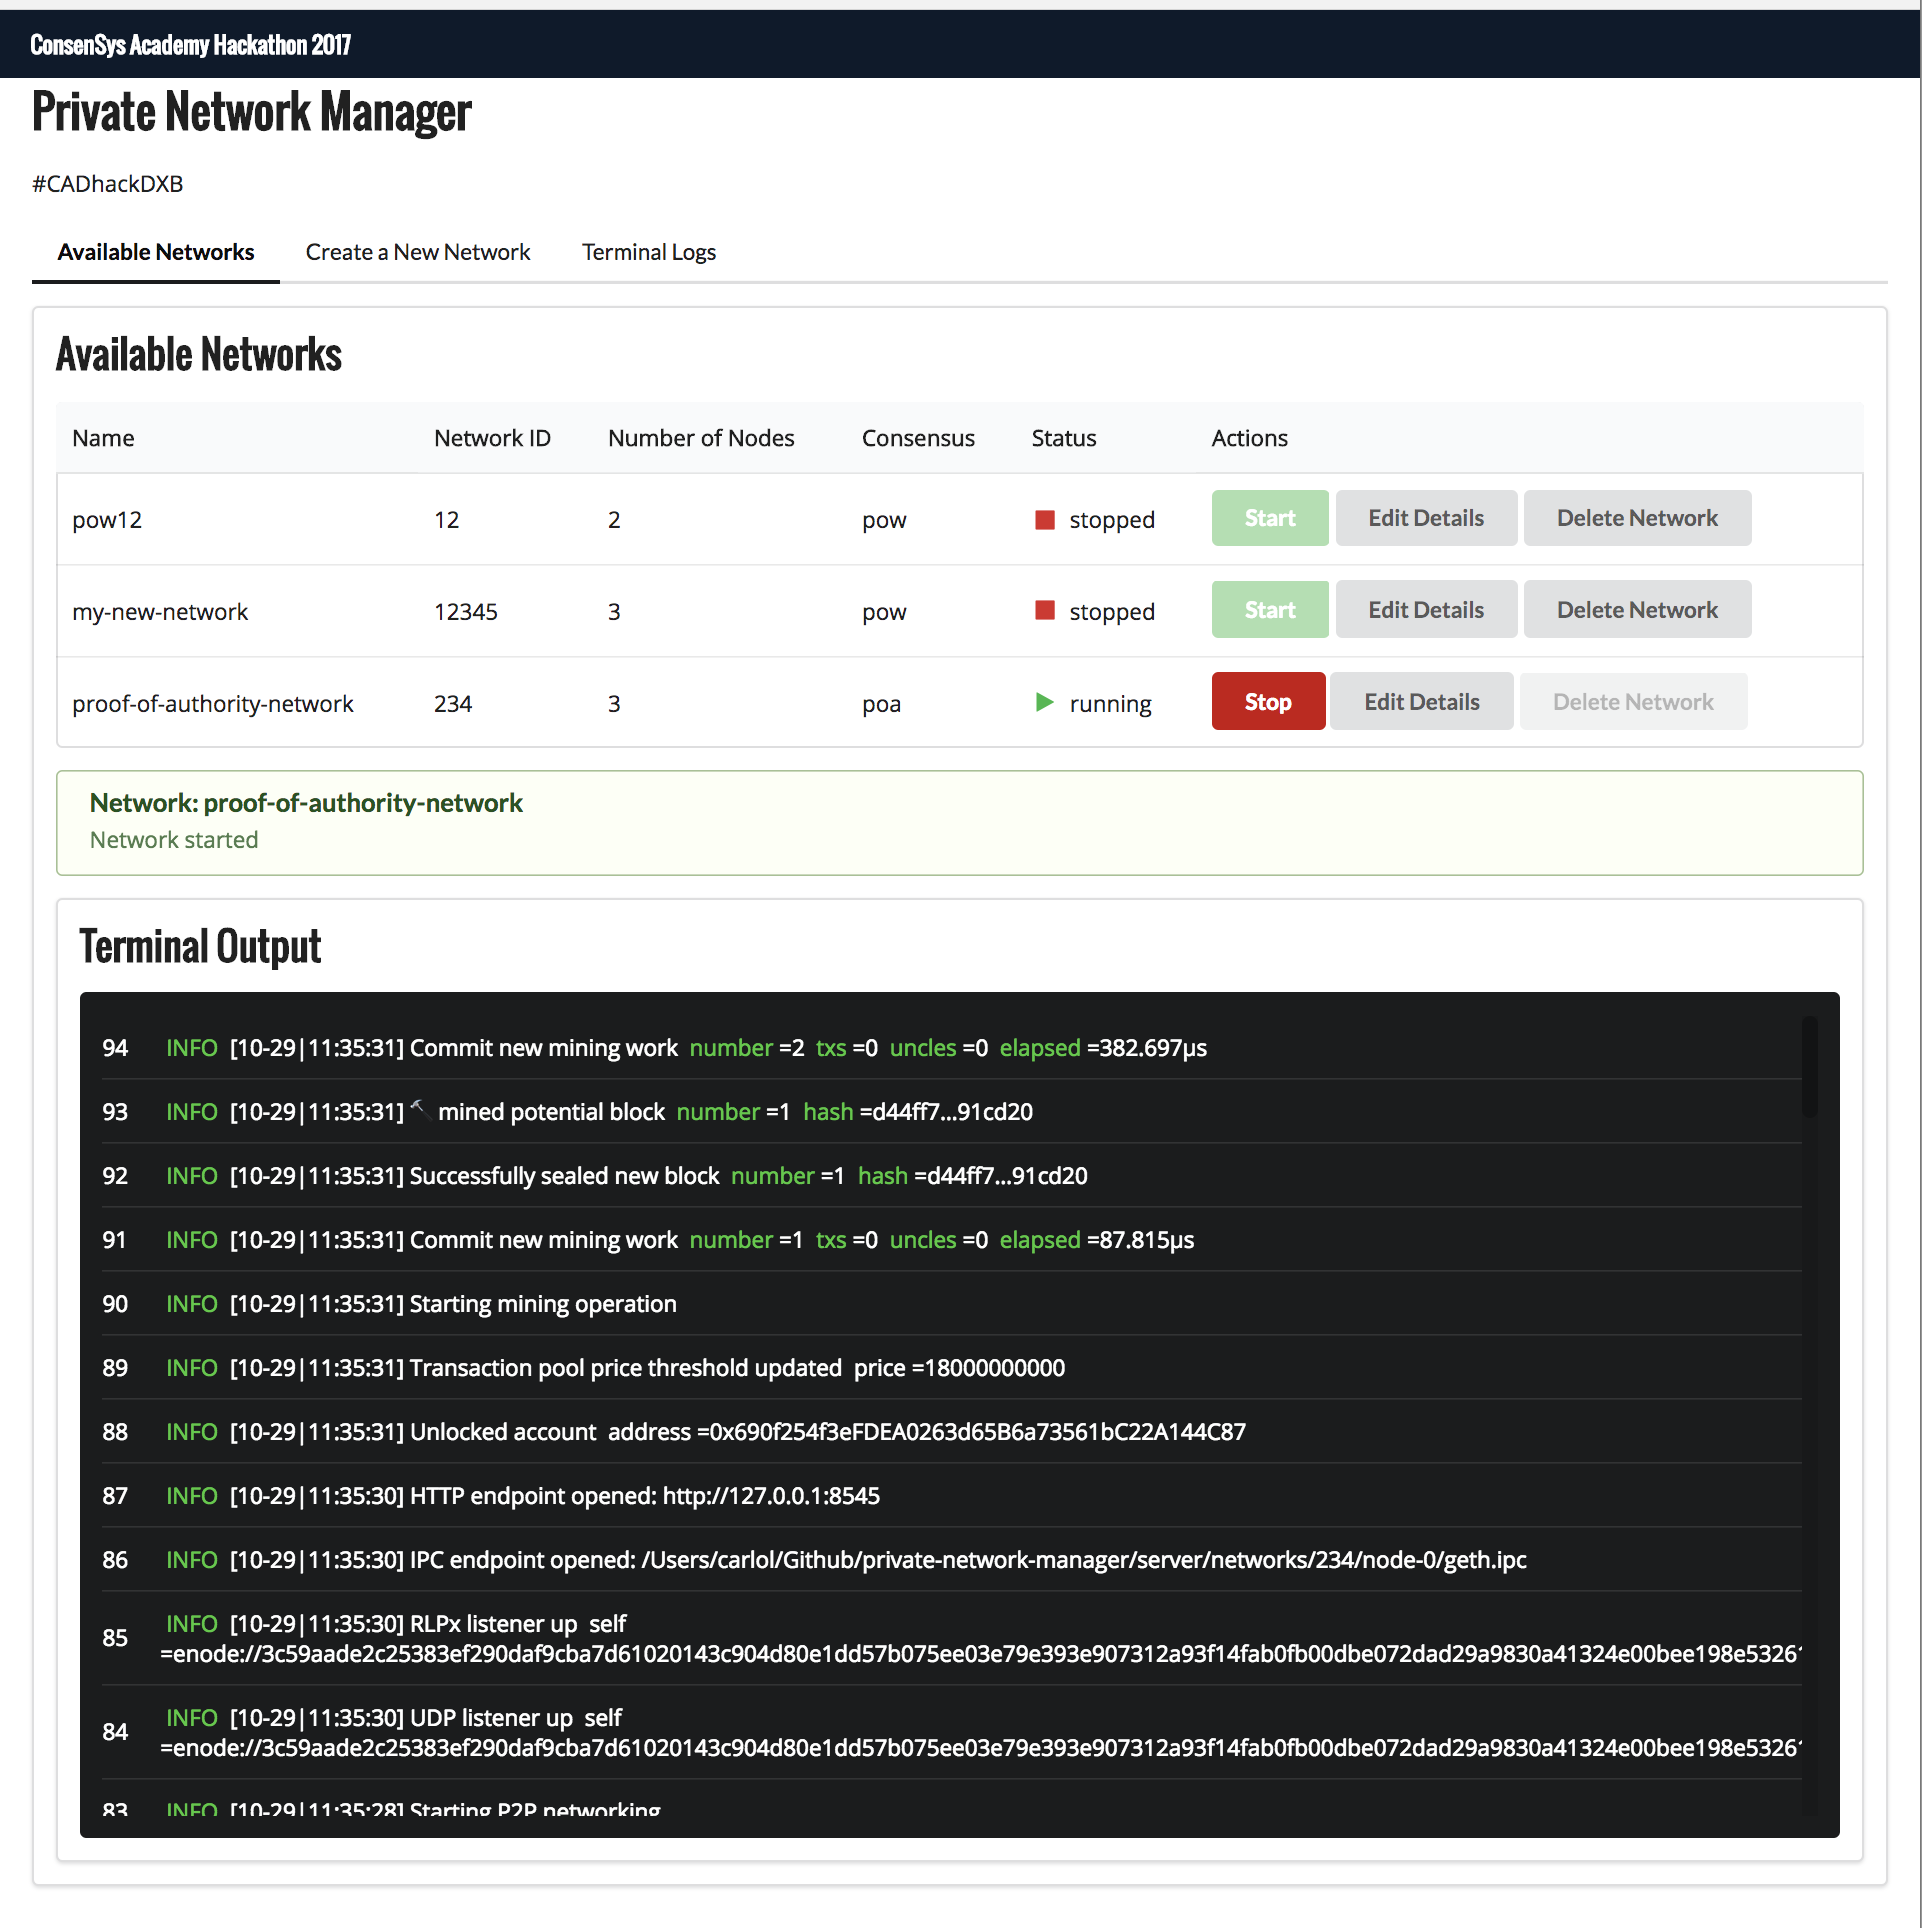 ConsenSys Academy Hackathon 2017
Private Network Manager
#CADhackDXB
Available Networks Create a New Network Terminal Logs
Available Networks
Name Network ID Number of Nodes Consensus Status Actions
pow12 12 2 pow stopped Start Edit Details Delete Network
my-new-network 12345 3 pow stopped Start Edit Details Delete Network
proof-of-authority-network 234 3 poa running Stop Edit Details Delete Network
Network: proof-of-authority-network
Network started
Terminal Output
94 INFO [10-29|11:35:31] Commit new mining work number =2 txs =0 uncles =0 elapsed =382.697µs
93 INFO [10-29|11:35:31] 🔨 mined potential block number =1 hash =d44ff7…91cd20
92 INFO [10-29|11:35:31] Successfully sealed new block number =1 hash =d44ff7…91cd20
91 INFO [10-29|11:35:31] Commit new mining work number =1 txs =0 uncles =0 elapsed =87.815µs
90 INFO [10-29|11:35:31] Starting mining operation
89 INFO [10-29|11:35:31] Transaction pool price threshold updated price =18000000000
88 INFO [10-29|11:35:31] Unlocked account address =0x690f254f3eFDEA0263d65B6a73561bC22A144C87
87 INFO [10-29|11:35:30] HTTP endpoint opened: http://127.0.0.1:8545
86 INFO [10-29|11:35:30] IPC endpoint opened: /Users/carlol/Github/private-network-manager/server/networks/234/node-0/geth.ipc
85 INFO [10-29|11:35:30] RLPx listener up self
=enode://3c59aade2c25383ef290daf9cba7d61020143c904d80e1dd57b075ee03e79e393e907312a93f14fab0fb00dbe072dad29a9830a41324e00bee198e53261
84 INFO [10-29|11:35:30] UDP listener up self
=enode://3c59aade2c25383ef290daf9cba7d61020143c904d80e1dd57b075ee03e79e393e907312a93f14fab0fb00dbe072dad29a9830a41324e00bee198e53261
83 INFO [10-29|11:35:28] Starting P2P networking